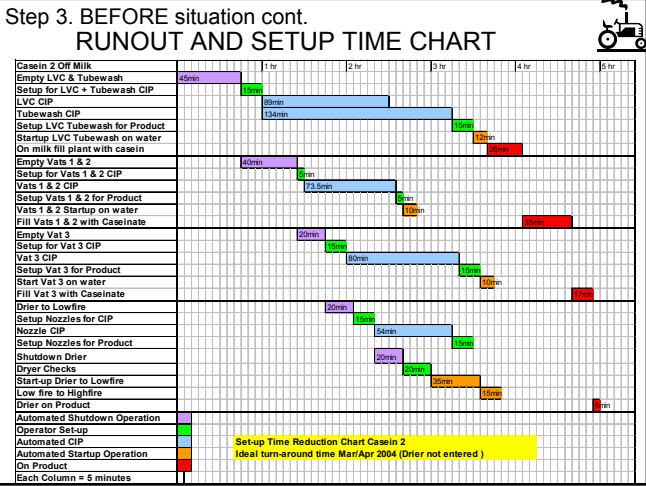 Step 3. BEFORE situation cont.
RUNOUT AND SETUP TIME CHART
Casein 2 Off Milk 1 hr 2 hr 3 hr 4 hr 5 hr
Empty LVC & Tubewash 45min
Setup for LVC + Tubewash CIP 15min
LVC CIP 89min
Tubewash CIP 134min
Setup LVC Tubewash for Product 15min
Startup LVC Tubewash on water 12min
On milk fill plant with casein 26min
Empty Vats 1 & 2 40min
Setup for Vats 1 & 2 CIP 5min
Vats 1 & 2 CIP 73.5min
Setup Vats 1 & 2 for Product 5min
Vats 1 & 2 Startup on water 10min
Fill Vats 1 & 2 with Caseinate 35min
Empty Vat 3 20min
Setup for Vat 3 CIP 15min
Vat 3 CIP 80min
Setup Vat 3 for Product 15min
Start Vat 3 on water 10min
Fill Vat 3 with Caseinate 17min
Drier to Lowfire 20min
Setup Nozzles for CIP 15min
Nozzle CIP 54min
Setup Nozzles for Product 15min
Shutdown Drier 20min
Dryer Checks 20min
Start-up Drier to Lowfire 35min
Low fire to Highfire 15min
Drier on Product 5min
Automated Shutdown Operation
Operator Set-up
Automated CIP Set-up Time Reduction Chart Casein 2
Automated Startup Operation Ideal turn-around time Mar/Apr 2004 (Drier not entered )
On Product
Each Column = 5 minutes